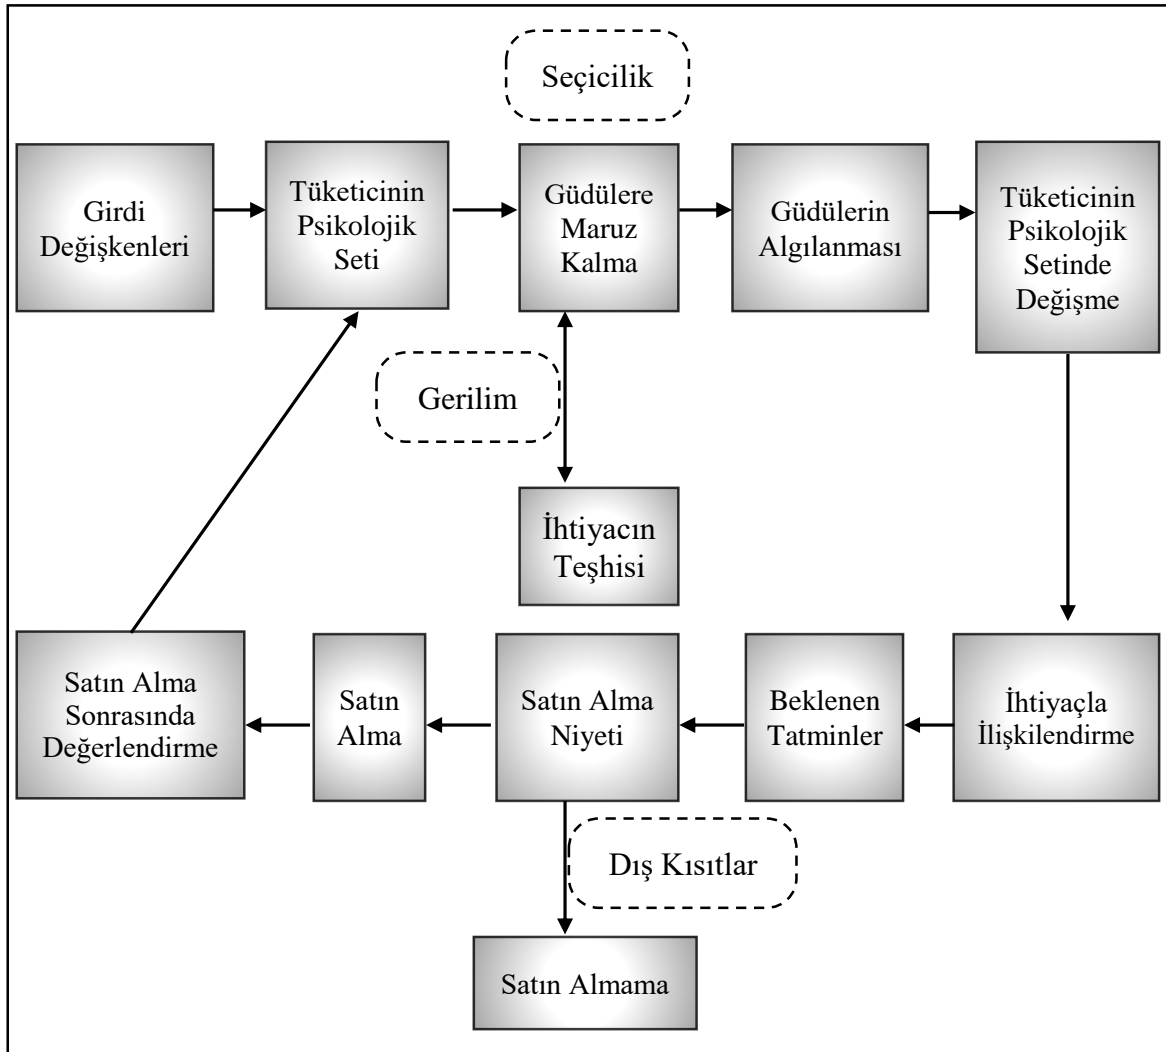 Seçicilik
Girdi
Değişkenleri
Tüketicinin
Psikolojik
Seti
Güdülere
Maruz
Kalma
Güdülerin
Algılanması
Tüketicinin
Psikolojik
Setinde
Değişme
Gerilim
İhtiyacın
Teşhisi
Satın Alma
Sonrasında
Değerlendirme
Satın
Alma
Satın Alma
Niyeti
Beklenen
Tatminler
İhtiyaçla
İlişkilendirme
Dış Kısıtlar
Satın Almama